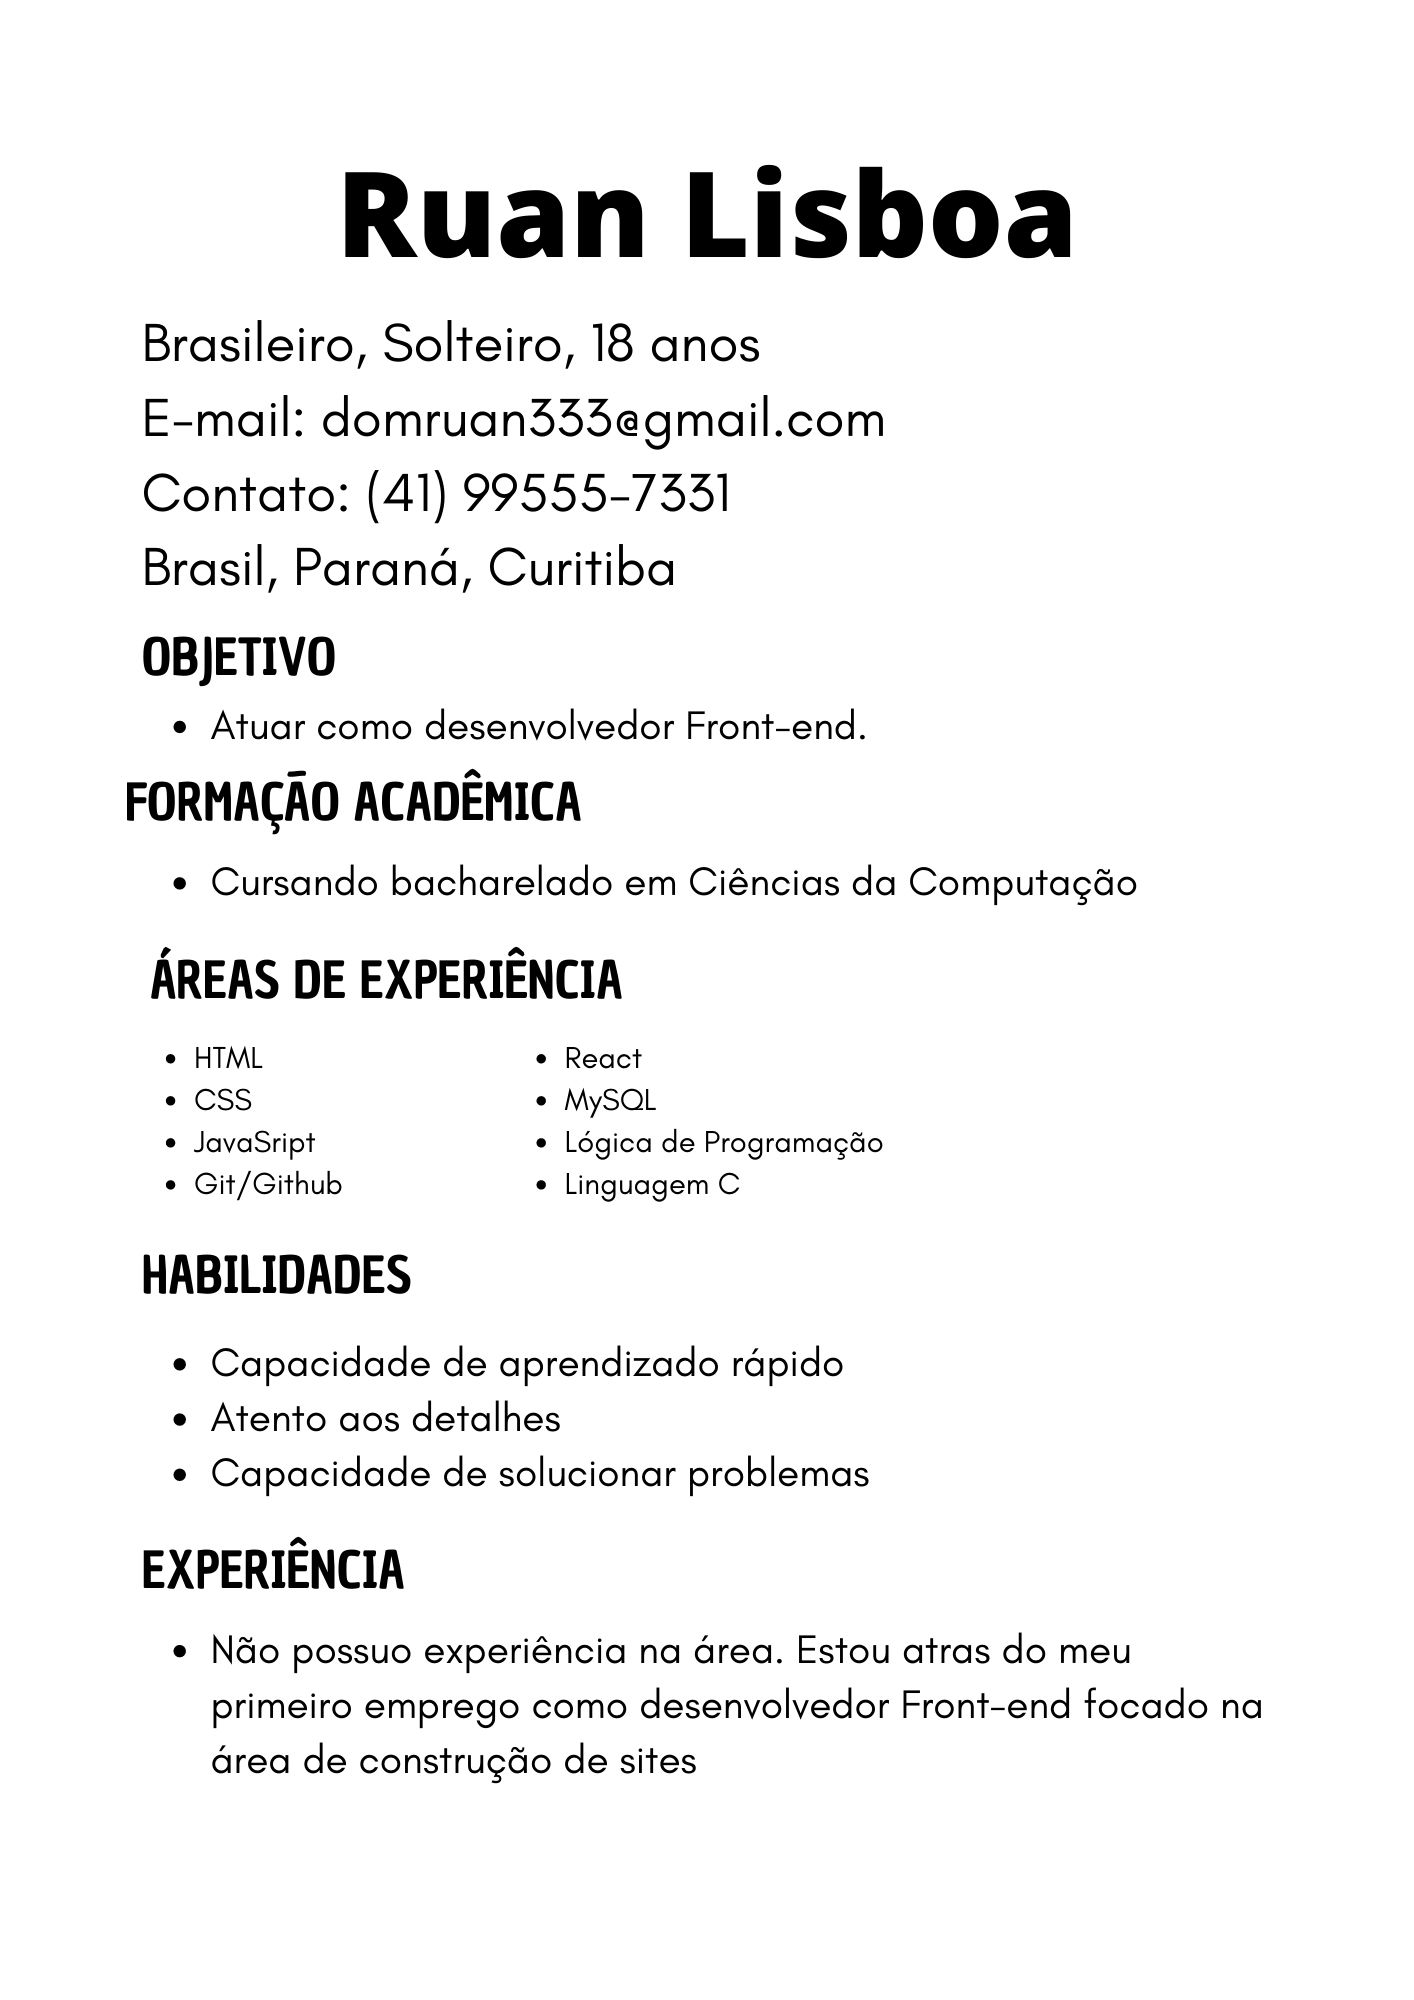 Ruan Lisboa
Brasileiro, Solteiro, 18 anos
E-mail: domruan333@gmail.com
Contato: (41) 99555-7331
Brasil, Paraná, Curitiba
OBJETIVO
• Atuar como desenvolvedor Front-end.
FORMAÇÃO ACADÊMICA
• Cursando bacharelado em Ciências da Computação
ÁREAS DE EXPERIÊNCIA
• HTML
• CSS
• JavaSript
• Git/Github
• React
• MySQL
• Lógica de Programação
• Linguagem C
HABILIDADES
• Capacidade de aprendizado rápido
• Atento aos detalhes
• Capacidade de solucionar problemas
EXPERIÊNCIA
• Não possuo experiência na área. Estou atras do meu
primeiro emprego como desenvolvedor Front-end focado na
área de construção de sites